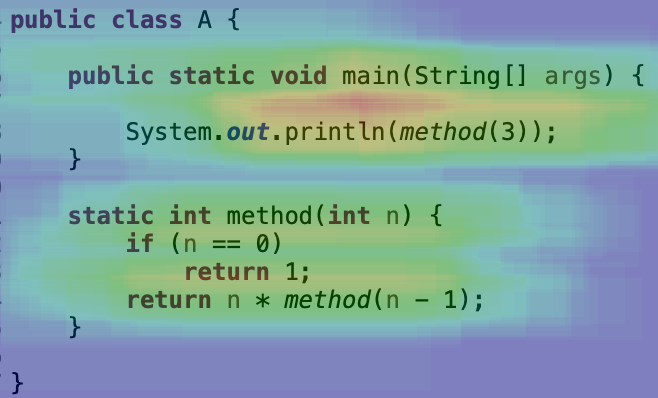 public class A {
public static void main(String[] args) {
System.out.println(method(3));
}
static int method(int n) {
if (n == 0)
return 1;
return n * method(n - 1);
}
}